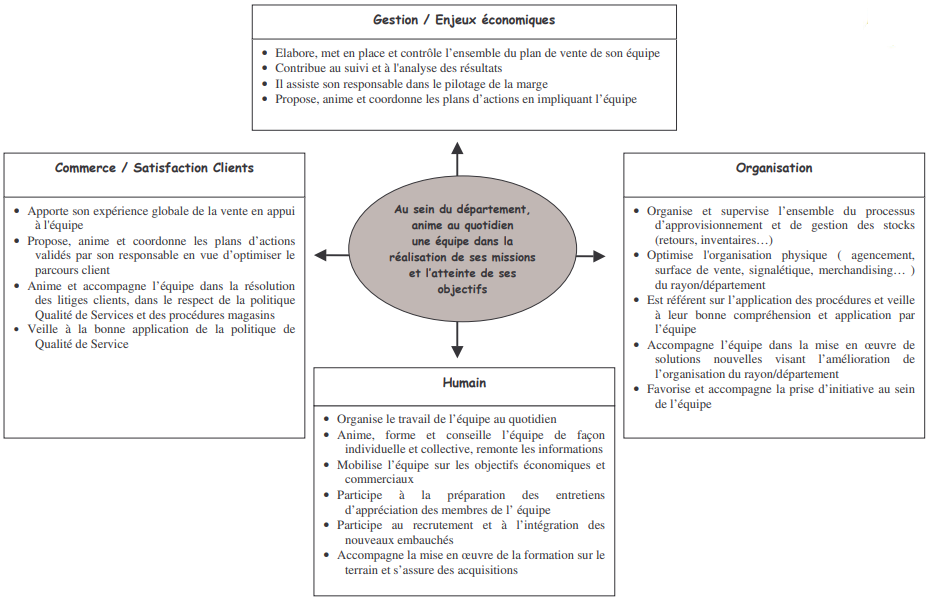 Gestion / Enjeux économiques
• Elabore, met en place et contrôle l'ensemble du plan de vente de son équipe
• Contribue au suivi et à l'analyse des résultats
• Il assiste son responsable dans le pilotage de la marge
• Propose, anime et coordonne les plans d'actions en impliquant l'équipe
Commerce / Satisfaction Clients
• Apporte son expérience globale de la vente en appui
à l'équipe
• Propose, anime et coordonne les plans d'actions
validés par son responsable en vue d'optimiser le
parcours client
• Anime et accompagne l'équipe dans la résolution
des litiges clients, dans le respect de la politique
Qualité de Services et des procédures magasins
• Veille à la bonne application de la politique de
Qualité de Service
Au sein du département,
anime au quotidien
une équipe dans la
réalisation de ses missions
et l'atteinte de ses
objectifs
Organisation
• Organise et supervise l'ensemble du processus
d'approvisionnement et de gestion des stocks
(retours, inventaires…)
• Optimise l'organisation physique ( agencement,
surface de vente, signalétique, merchandising… )
du rayon/département
• Est référent sur l'application des procédures et veille
à leur bonne compréhension et application par
l'équipe
• Accompagne l'équipe dans la mise en œuvre de
solutions nouvelles visant l'amélioration de
l'organisation du rayon/département
• Favorise et accompagne la prise d'initiative au sein
de l'équipe
Humain
• Organise le travail de l'équipe au quotidien
• Anime, forme et conseille l'équipe de façon
individuelle et collective, remonte les informations
• Mobilise l'équipe sur les objectifs économiques et
commerciaux
• Participe à la préparation des entretiens
d'appréciation des membres de l' équipe
• Participe au recrutement et à l'intégration des
nouveaux embauchés
• Accompagne la mise en œuvre de la formation sur le
terrain et s'assure des acquisitions